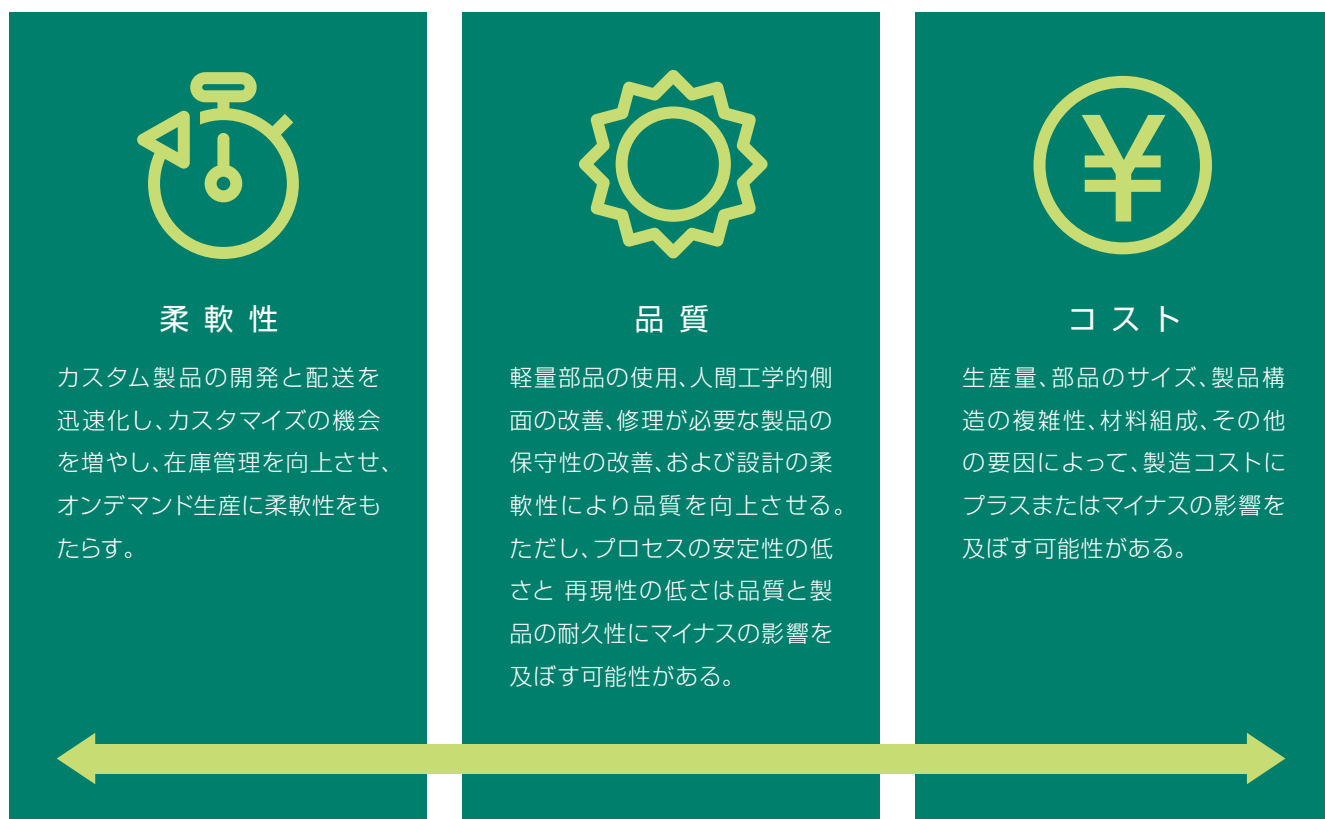 柔軟性
カスタム製品の開発と配送を
迅速化し、カスタマイズの機会
を増やし、在庫管理を向上させ、
オンデマンド生産に柔軟性をも
たらす。
品質
軽量部品の使用、人間工学的側
面の改善、修理が必要な製品の
保守性の改善、および設計の柔
軟性により品質を向上させる。
ただし、プロセスの安定性の低
さと 再現性の低さは品質と製
品の耐久性にマイナスの影響を
及ぼす可能性がある。
¥
コスト
生産量、部品のサイズ、製品構
造の複雑性、材料組成、その他
の要因によって、製造コストに
プラスまたはマイナスの影響を
及ぼす可能性がある。